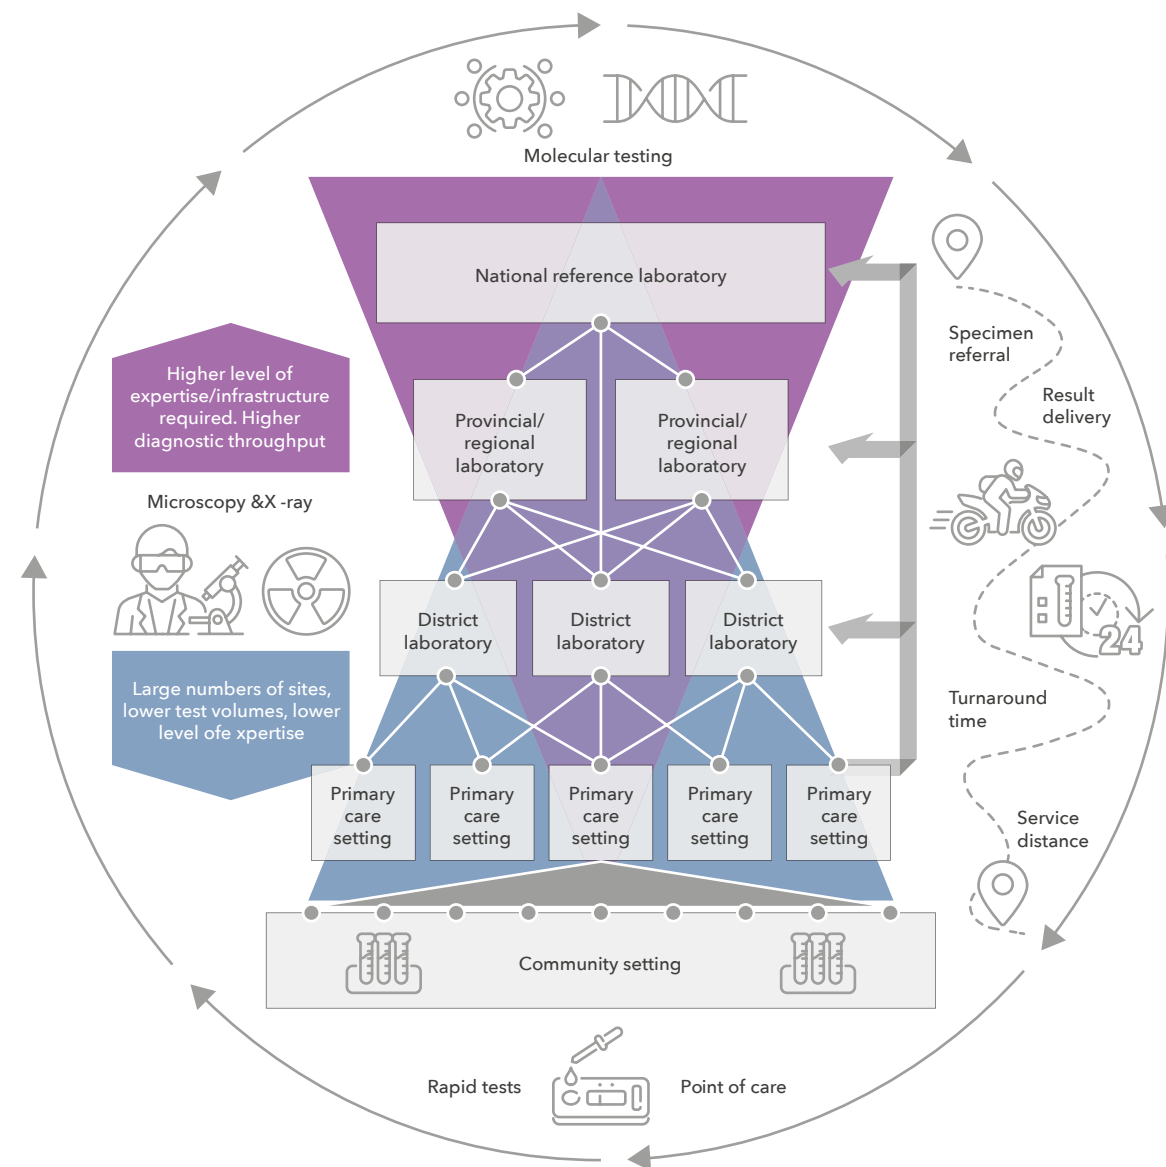 Molecular testing
National reference laboratory
Specimen
referral
Result
delivery
Higher level of
expertise/infrastructure
required. Higher
diagnostic throughput
Provincial/
regional
laboratory
Provincial/
regional
laboratory
Microscopy &X -ray
District
laboratory
District
laboratory
District
laboratory
24
Large numbers of sites,
lower test volumes, lower
level ofe xpertise
Turnaround
time
Primary
care
setting
Primary
care
setting
Primary
care
setting
Primary
care
setting
Primary
care
setting
Service
distance
Community setting
Rapid tests
Point of care